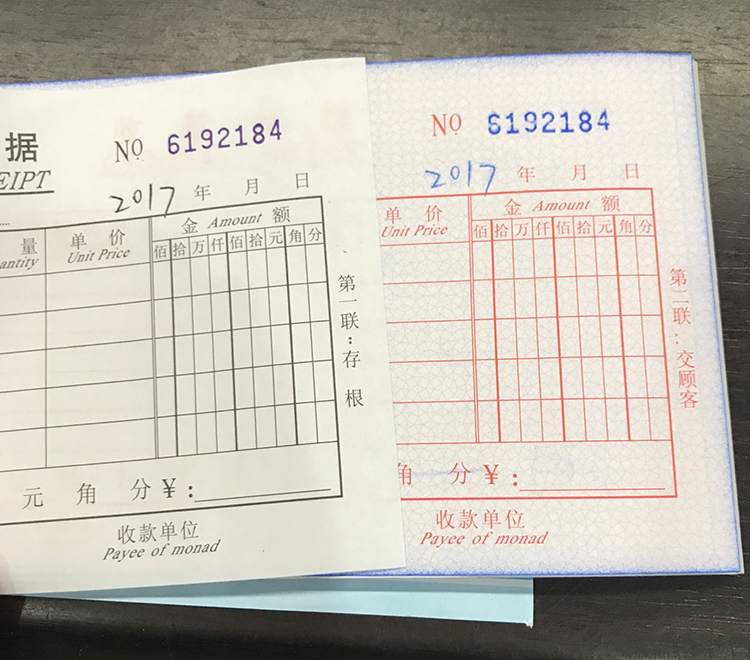 据
EIPT
NO 6192184
2017 年 月 日
量 单价 金 Amount 额
antity Unit Price 佰 拾 万 仟 佰 拾 元 角 分
第一联：存根
元 角 分 ¥：
收款单位
Payee of monad
NO 6192184
2017 年 月 日
单价 金 Amount 额
Unit Price 佰 拾 万 仟 佰 拾 元 角 分
第二联：交顾客
角 分 ¥：
收款单位
Payee of monad